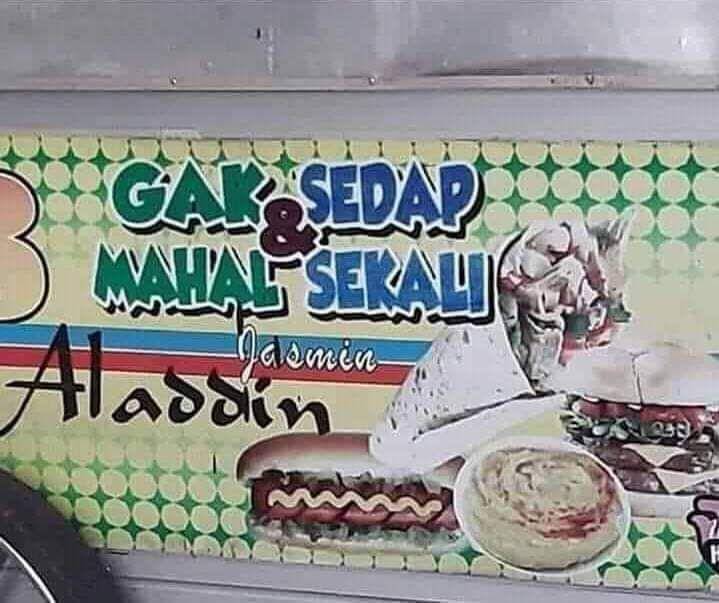 GAK SEDAP
&
MAHAL SEKALI
Jasmin
Aladdin